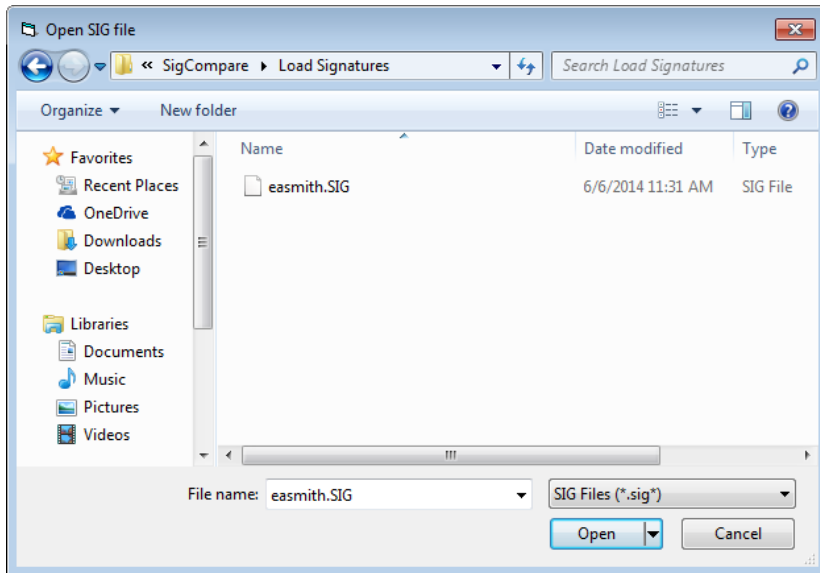 Open SIG file
« SigCompare ▸ Load Signatures
Search Load Signatures
Organize
New folder
Name
Date modified
Type
easmith.SIG
6/6/2014 11:31 AM
SIG File
Favorites
Recent Places
OneDrive
Downloads
Desktop
Libraries
Documents
Music
Pictures
Videos
File name:
easmith.SIG
SIG Files (*.sig*)
Open
Cancel